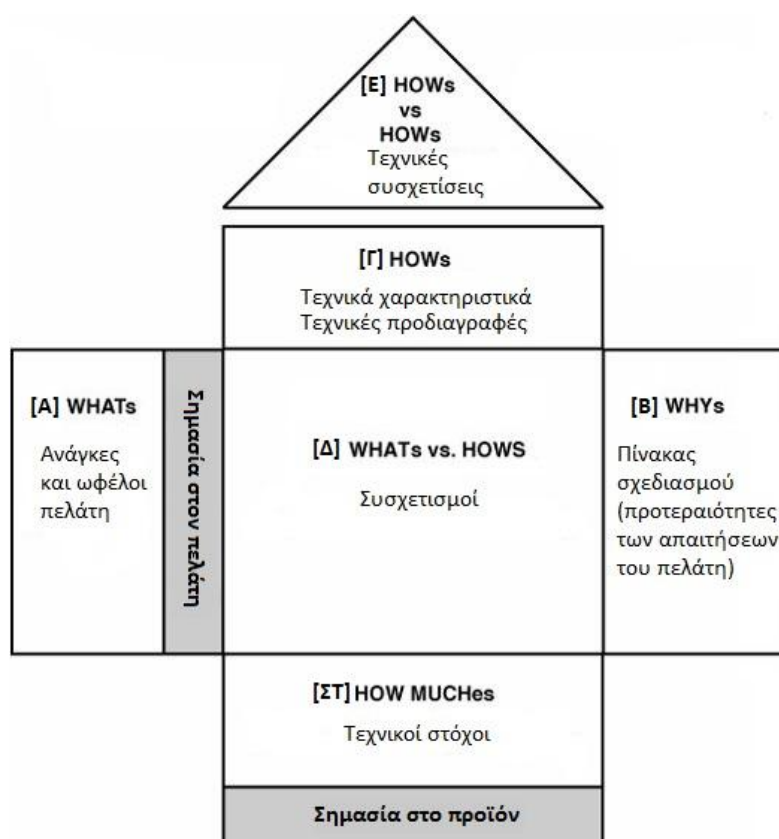 [Ε] HOWs
vs
HOWs
Τεχνικές
συσχετίσεις
[Γ] HOWs
Τεχνικά χαρακτηριστικά
Τεχνικές προδιαγραφές
[Α] WHATs
Ανάγκες
και ωφέλοι
πελάτη
Σημασία στον πελάτη
[Δ] WHATs vs. HOWS
Συσχετισμοί
[Β] WHYs
Πίνακας
σχεδιασμού
(προτεραιότητες
των απαιτήσεων
του πελάτη)
[ΣΤ] HOW MUCHes
Τεχνικοί στόχοι
Σημασία στο προϊόν